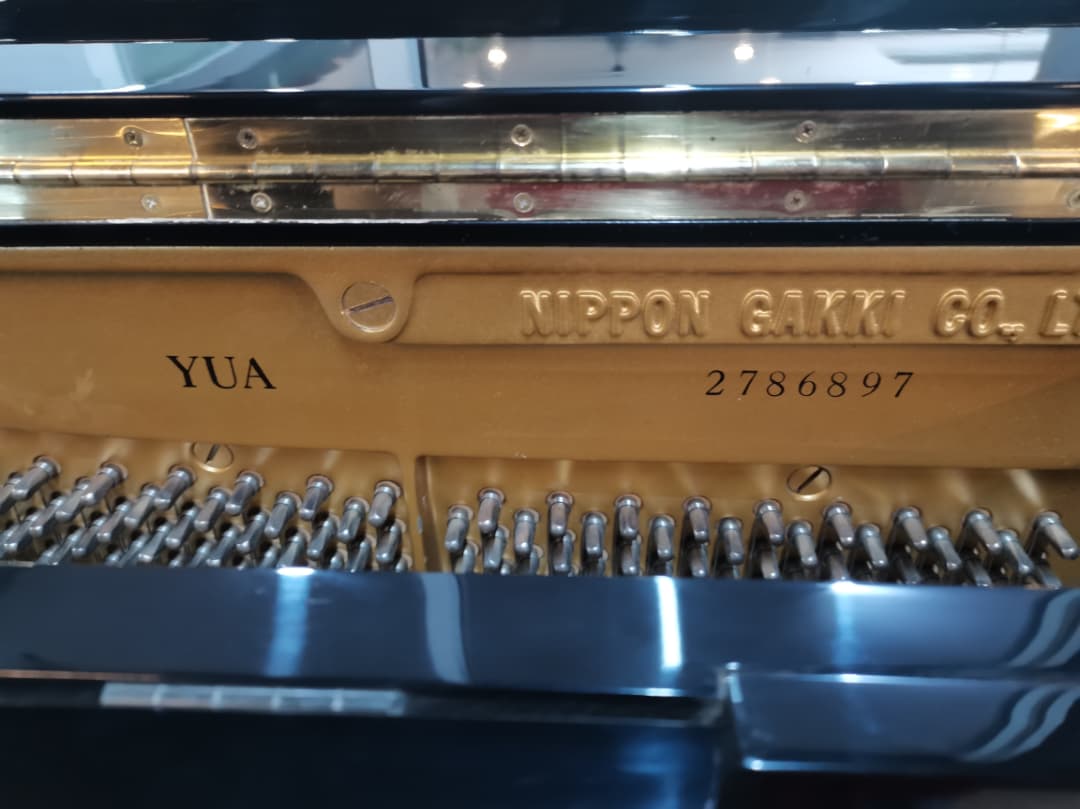 NIPPON GAKKI CO.,
YUA
2786897